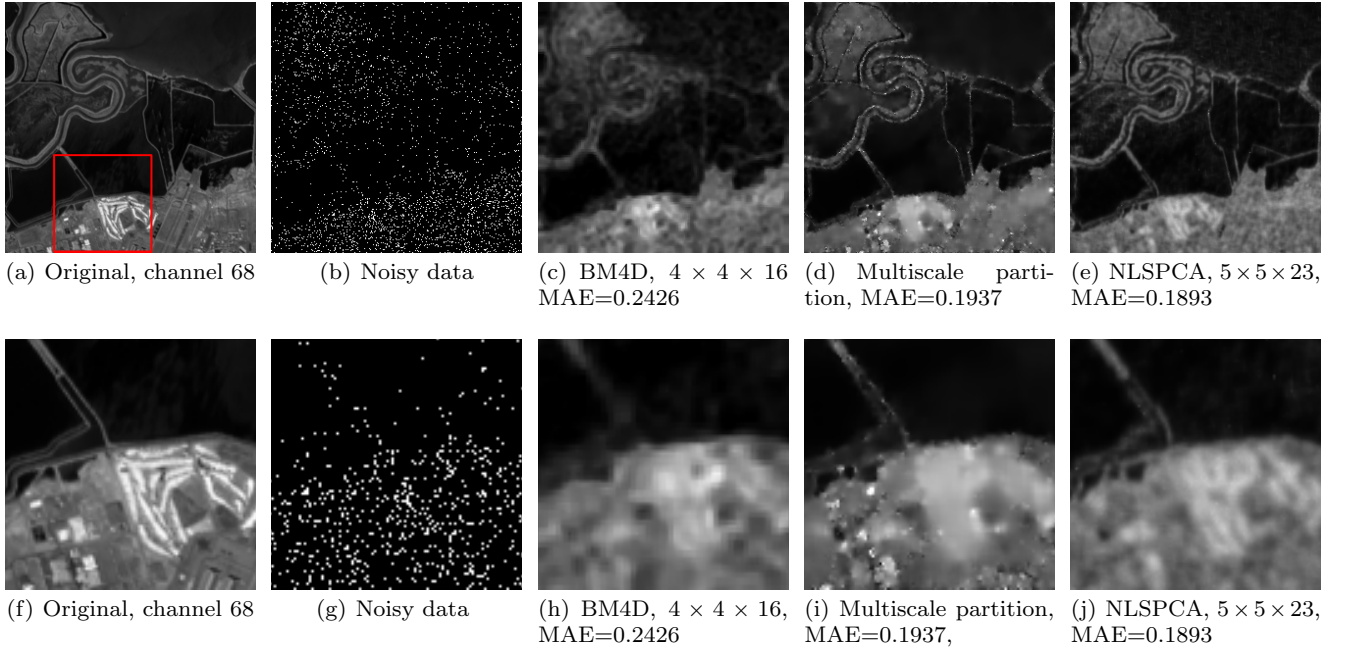 (a) Original, channel 68
(b) Noisy data
(c) BM4D, 4 × 4 × 16
MAE=0.2426
(d) Multiscale parti-
tion, MAE=0.1937
(e) NLSPCA, 5×5×23,
MAE=0.1893
(f) Original, channel 68
(g) Noisy data
(h) BM4D, 4 × 4 × 16,
MAE=0.2426
(i) Multiscale partition,
MAE=0.1937,
(j) NLSPCA, 5×5×23,
MAE=0.1893